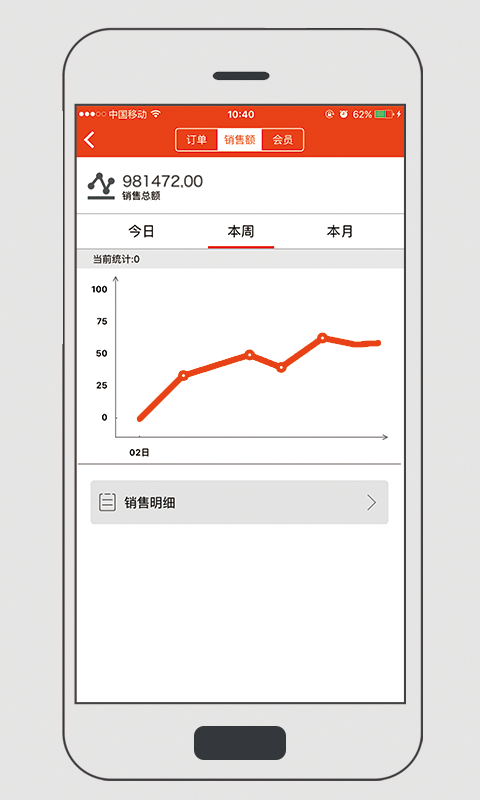 中国移动 10:40 62%
订单 销售额 会员
981472.00
销售总额
今日 本周 本月
当前统计:0
100
75
50
25
0
02日
销售明细